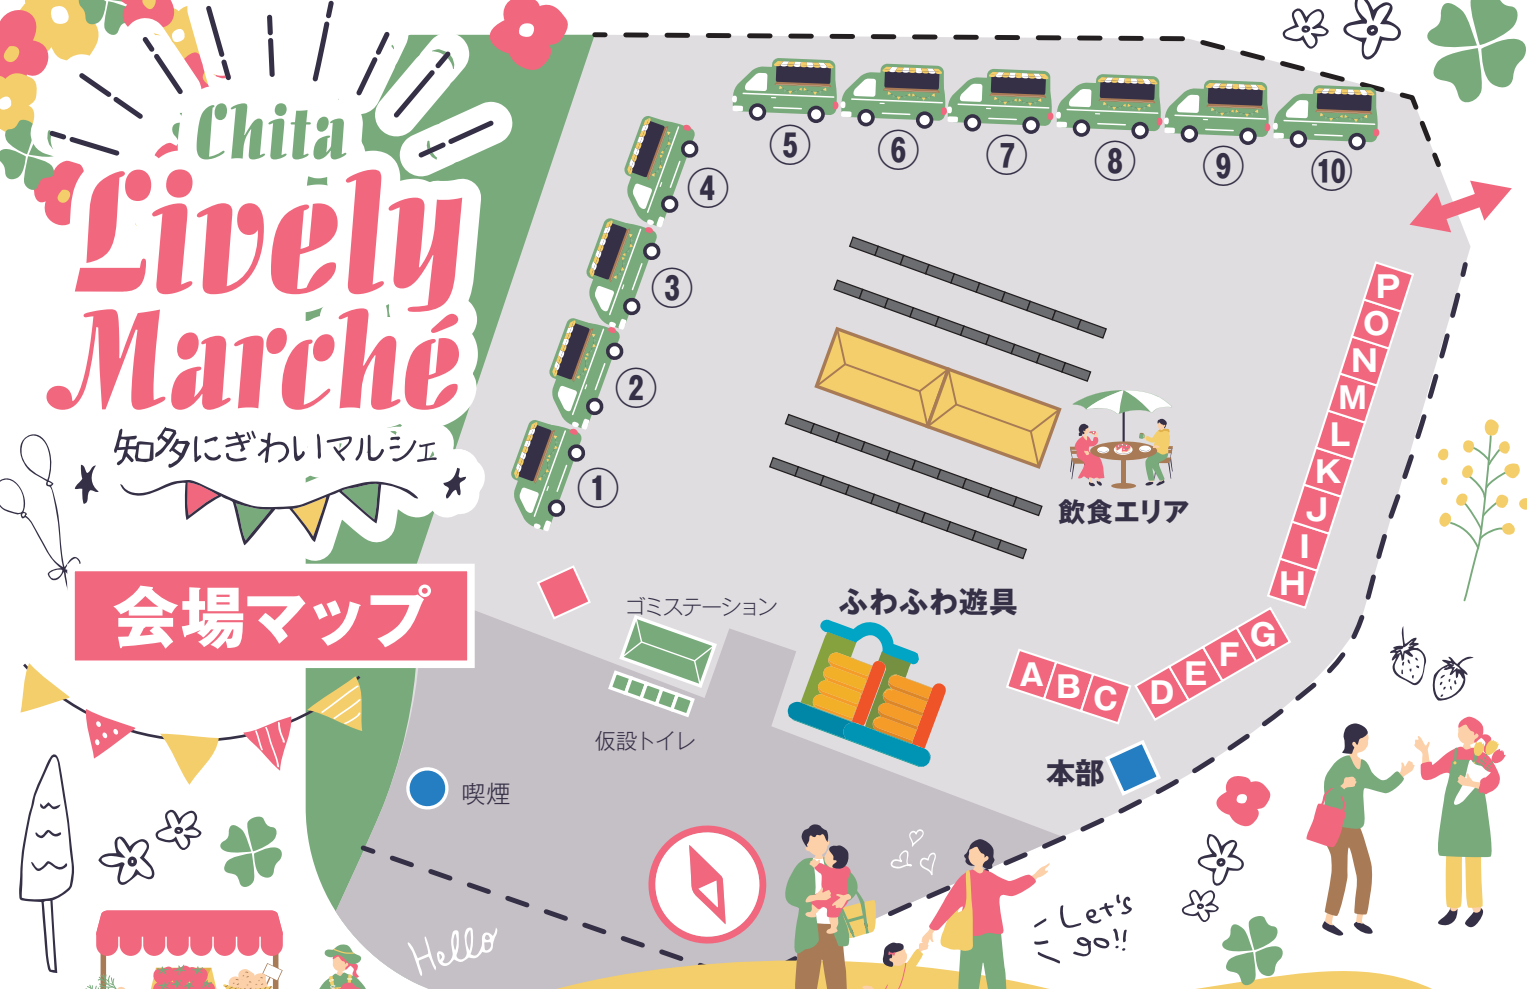 Chita
Lively
Marché
知多にぎわいマルシェ
会場マップ
⑤
⑥
⑦
⑧
⑨
⑩
④
③
②
①
P
O
N
M
L
K
J
I
H
G
F
E
D
C
B
A
飲食エリア
ゴミステーション
ふわふわ遊具
仮設トイレ
本部
喫煙
Hello
Let's
go!!